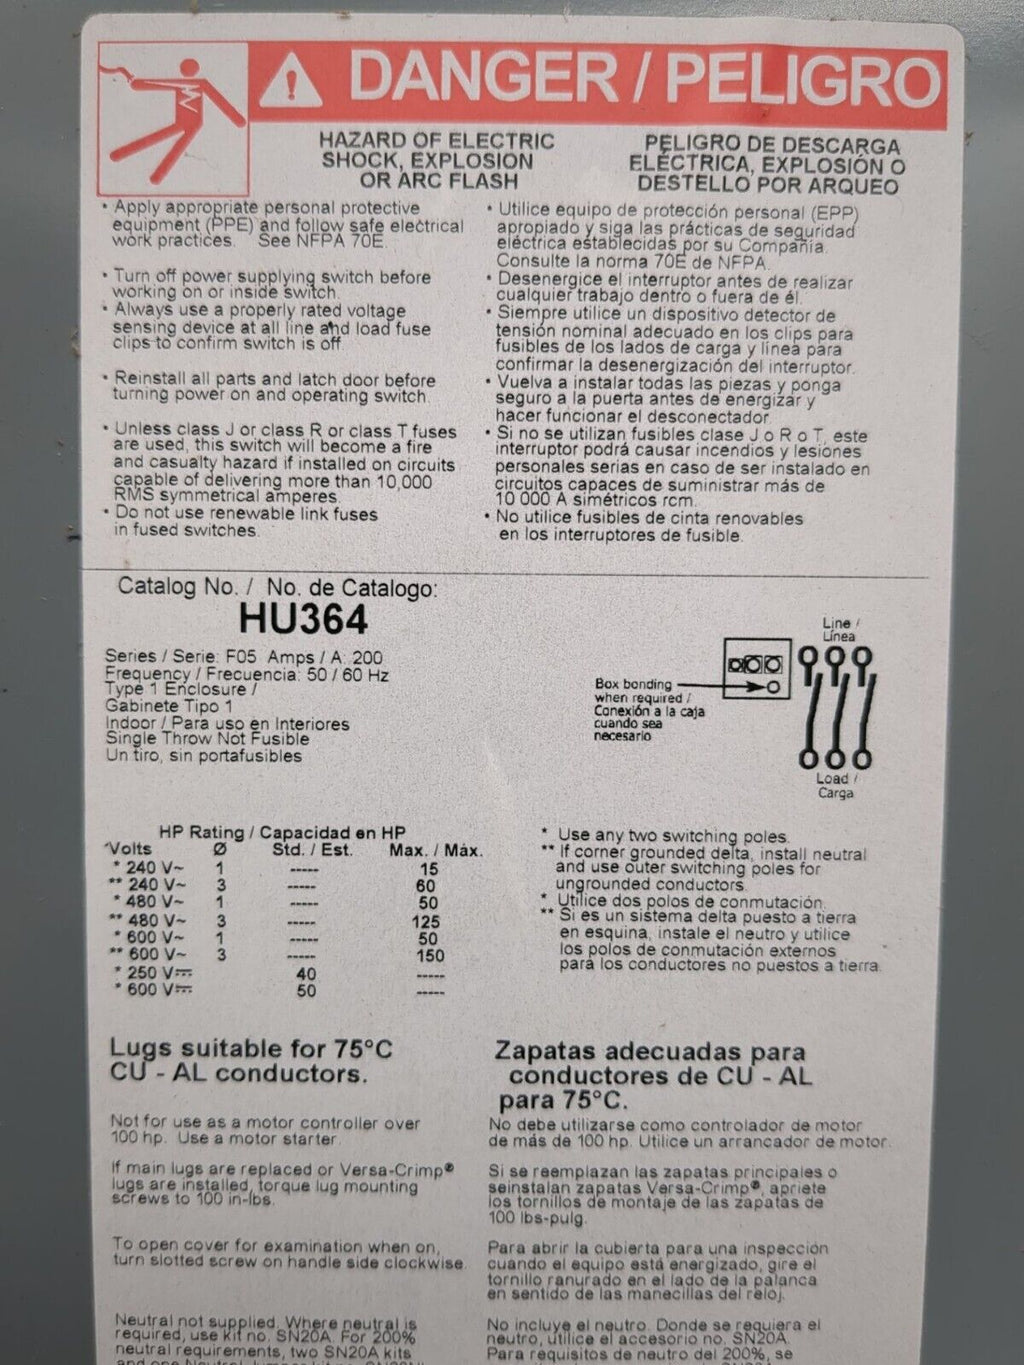 DANGER / PELIGRO
HAZARD OF ELECTRIC
SHOCK, EXPLOSION
OR ARC FLASH
• Apply appropriate personal protective
equipment (PPE) and follow safe electrical
work practices. See NFPA 70E.
• Turn off power supplying switch before
working on or inside switch.
• Always use a properly rated voltage
sensing device at all line and load fuse
clips to confirm switch is off.
• Reinstall all parts and latch door before
turning power on and operating switch.
• Unless class J or class R or class T fuses
are used, this switch will become a fire
and casualty hazard if installed on circuits
capable of delivering more than 10,000
RMS symmetrical amperes.
• Do not use renewable link fuses
in fused switches.
PELIGRO DE DESCARGA
ELÉCTRICA, EXPLOSIÓN O
DESTELLO POR ARQUEO
• Utilice equipo de protección personal (EPP)
apropiado y siga las prácticas de seguridad
eléctrica establecidas por su Compañia.
Consulte la norma 70E de NFPA.
• Desenergice el interruptor antes de realizar
cualquier trabajo dentro o fuera de él.
• Siempre utilice un dispositivo detector de
tensión nominal adecuado en los clips para
fusibles de los lados de carga y línea para
confirmar la desenergización del interruptor.
• Vuelva a instalar todas las piezas y ponga
seguro a la puerta antes de energizar y
hacer funcionar el desconectador.
• Si no se utilizan fusibles clase J o R o T, este
interruptor podrá causar incendios y lesiones
personales serias en caso de ser instalado en
circuitos capaces de suministrar más de
10 000 A simétricos rcm.
• No utilice fusibles de cinta renovables
en los interruptores de fusible.
Catalog No. / No. de Catalogo:
HU364
Series / Serie: F05 Amps / A: 200
Frequency / Frecuencia: 50 / 60 Hz
Type 1 Enclosure /
Gabinete Tipo 1
Indoor / Para uso en Interiores
Single Throw Not Fusible
Un tiro, sin portafusibles
Line /
Línea
Box bonding
when required /
Conexión a la caja
cuando sea
necesario
Load /
Carga
HP Rating / Capacidad en HP
Volts Ø Std. / Est. Max. / Máx.
* 240 V~ 1 ----- 15
** 240 V~ 3 ----- 60
* 480 V~ 1 ----- 50
** 480 V~ 3 ----- 125
* 600 V~ 1 ----- 50
** 600 V~ 3 ----- 150
* 250 V⎓ 40 -----
* 600 V⎓ 50 -----
* Use any two switching poles.
** If corner grounded delta, install neutral
and use outer switching poles for
ungrounded conductors.
* Utilice dos polos de conmutación.
** Si es un sistema delta puesto a tierra
en esquina, instale el neutro y utilice
los polos de conmutación externos
para los conductores no puestos a tierra.
Lugs suitable for 75°C
CU - AL conductors.
Not for use as a motor controller over
100 hp. Use a motor starter.
If main lugs are replaced or Versa-Crimp®
lugs are installed, torque lug mounting
screws to 100 in-lbs.
To open cover for examination when on,
turn slotted screw on handle side clockwise.
Neutral not supplied. Where neutral is
required, use kit no. SN20A. For 200%
neutral requirements, two SN20A kits
Zapatas adecuadas para
conductores de CU - AL
para 75°C.
No debe utilizarse como controlador de motor
de más de 100 hp. Utilice un arrancador de motor.
Si se reemplazan las zapatas principales o
seinstalan zapatas Versa-Crimp®, apriete
los tornillos de montaje de las zapatas de
100 lbs-pulg.
Para abrir la cubierta para una inspección
cuando el equipo está energizado, gire el
tornillo ranurado en el lado de la palanca
en sentido de las manecillas del reloj.
No incluye el neutro. Donde se requiera el
neutro, utilice el accesorio no. SN20A.
Para requisitos de neutro del 200%, se